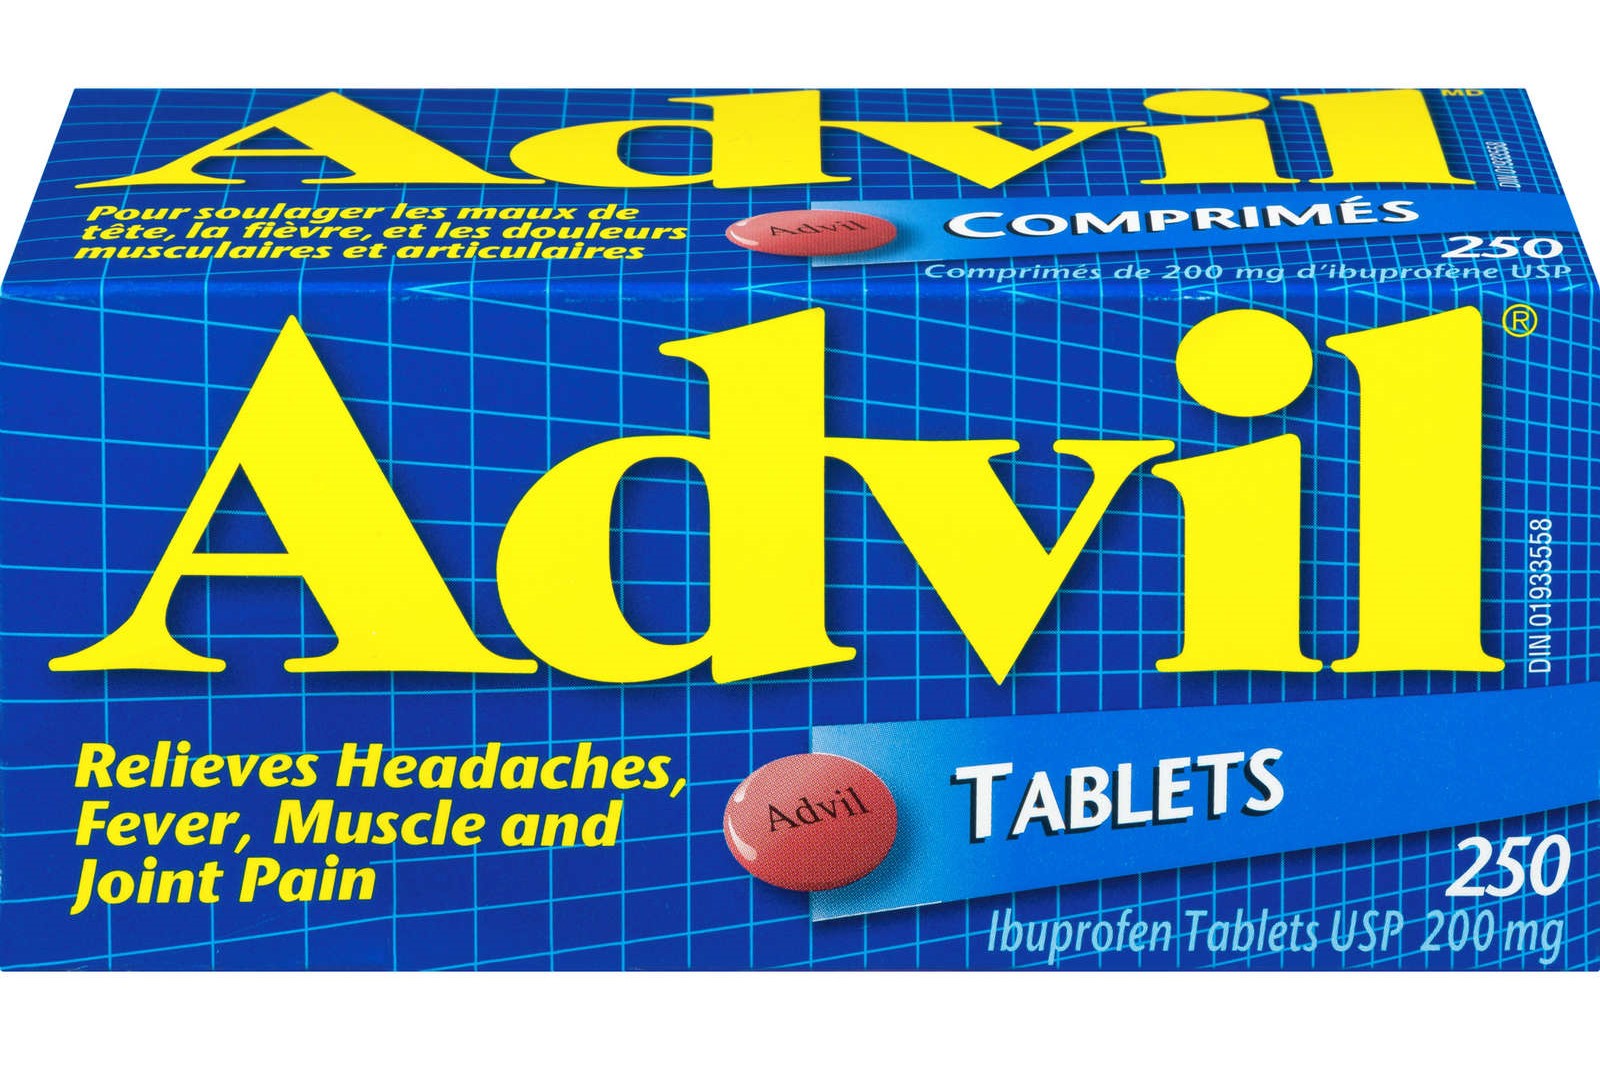 Advil MD
DIN 01933558
Pour soulager les maux de
tête, la fièvre, et les douleurs
musculaires et articulaires
Advil
COMPRIMÉS
250
Comprimés de 200 mg d'ibuprofène USP
Advil®
DIN 01933558
Relieves Headaches,
Fever, Muscle and
Joint Pain
Advil
TABLETS
250
Ibuprofen Tablets USP 200 mg